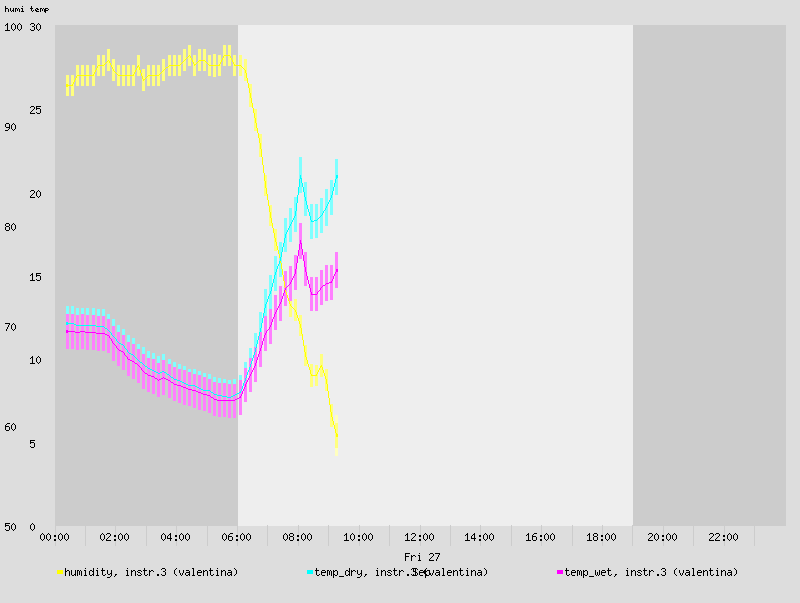 humi temp
100 30
25
90
20
80
15
70
10
60
5
50 0
00:00 02:00 04:00 06:00 08:00 10:00 12:00 14:00 16:00 18:00 20:00 22:00
Fri 27
Sep
humidity, instr.3 (valentina) temp_dry, instr.3 (valentina) temp_wet, instr.3 (valentina)